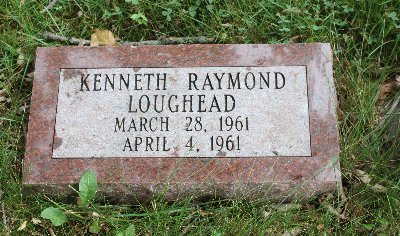 KENNETH RAYMOND
LOUGHEAD
MARCH 28, 1961
APRIL 4, 1961